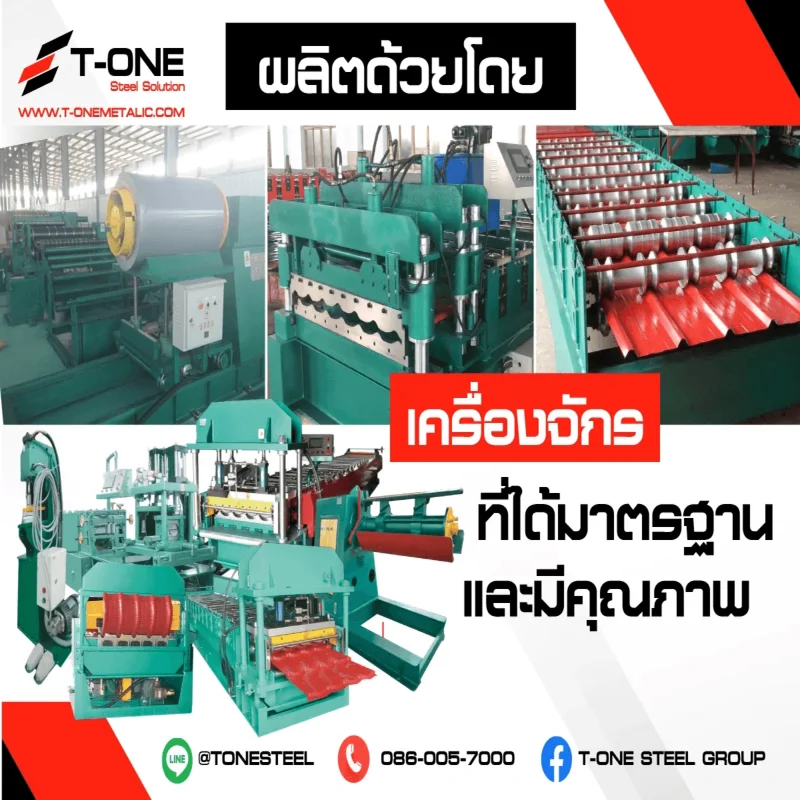 T-ONE
Steel Solution
WWW.T-ONEMETALIC.COM
ผลิตด้วยโดย
เครื่องจักร
ที่ได้มาตรฐาน
และมีคุณภาพ
LINE
@TONESTEEL
086-005-7000
T-ONE STEEL GROUP